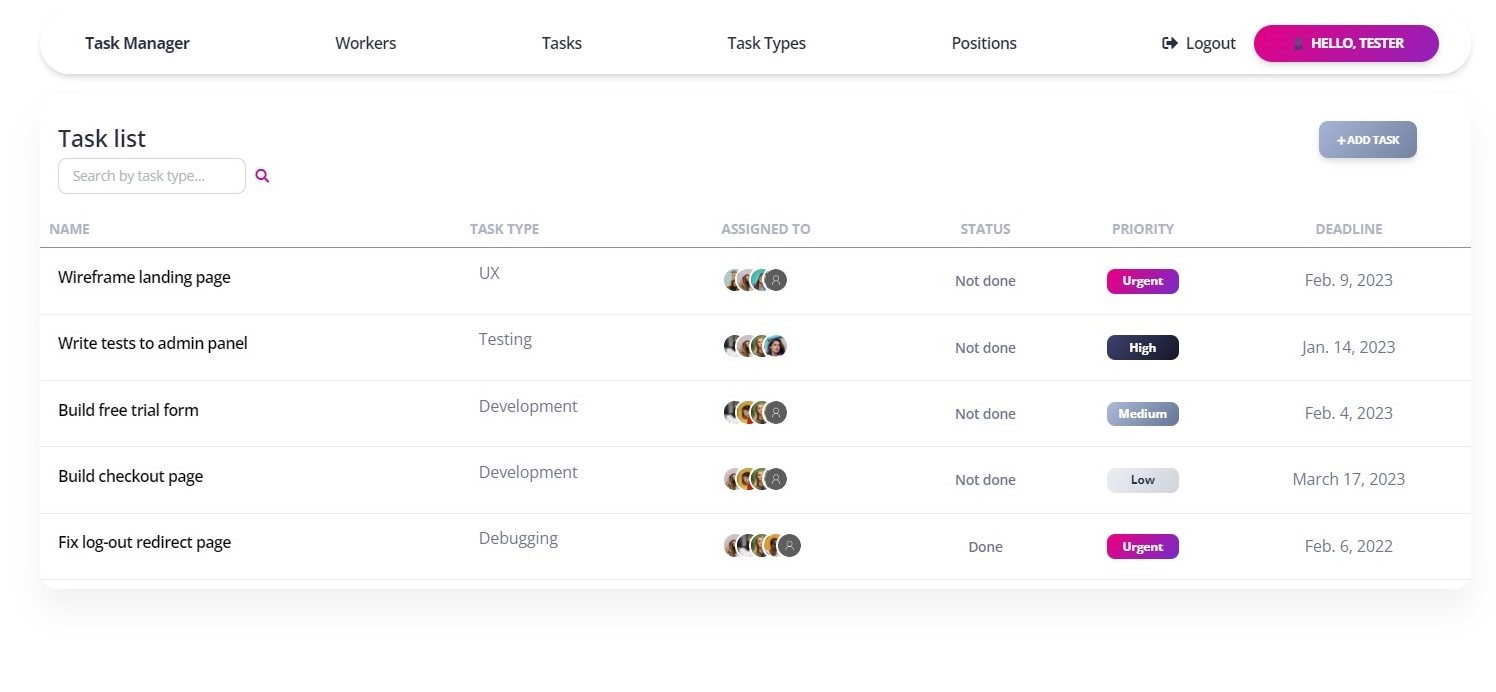 Task Manager Workers Tasks Task Types Positions Logout HELLO, TESTER
Task list
+ ADD TASK
Search by task type...
NAME TASK TYPE ASSIGNED TO STATUS PRIORITY DEADLINE
Wireframe landing page UX Not done Urgent Feb. 9, 2023
Write tests to admin panel Testing Not done High Jan. 14, 2023
Build free trial form Development Not done Medium Feb. 4, 2023
Build checkout page Development Not done Low March 17, 2023
Fix log-out redirect page Debugging Done Urgent Feb. 6, 2022